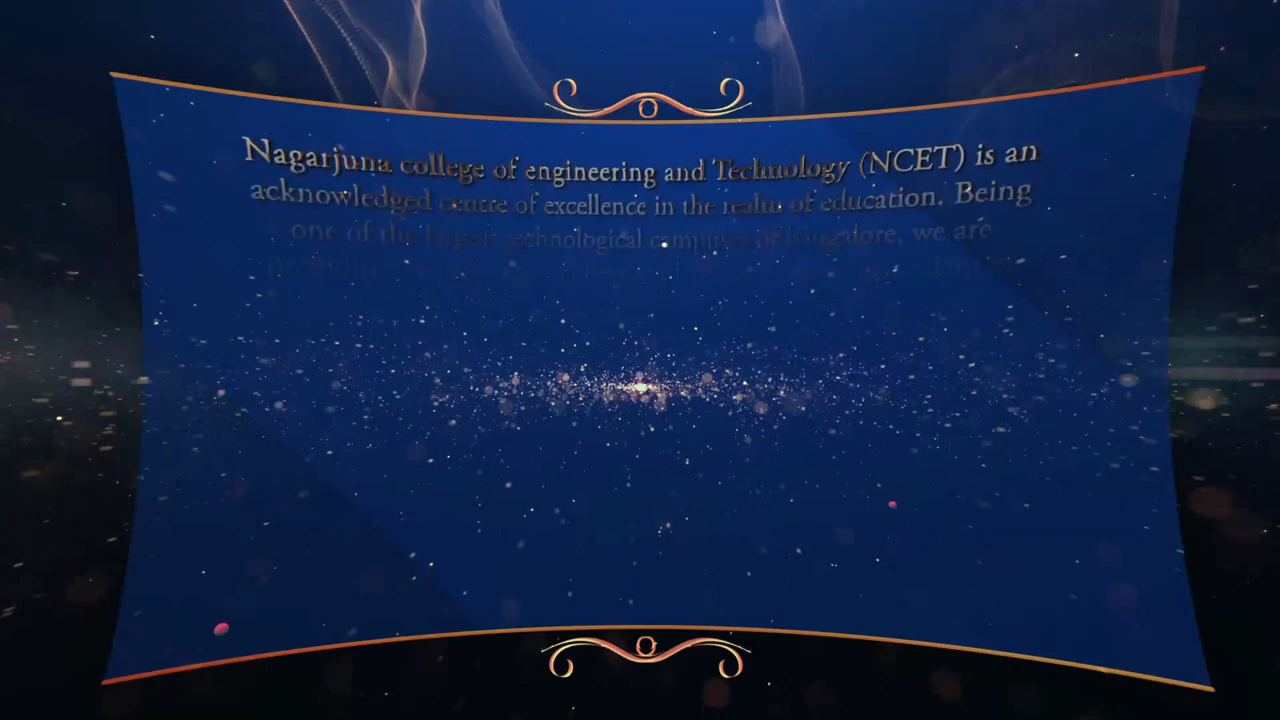 Nagarjuna college of engineering and Technology (NCET) is an
acknowledged centre of excellence in the realm of education. Being
one of the largest technological campuses of bangalore, we are